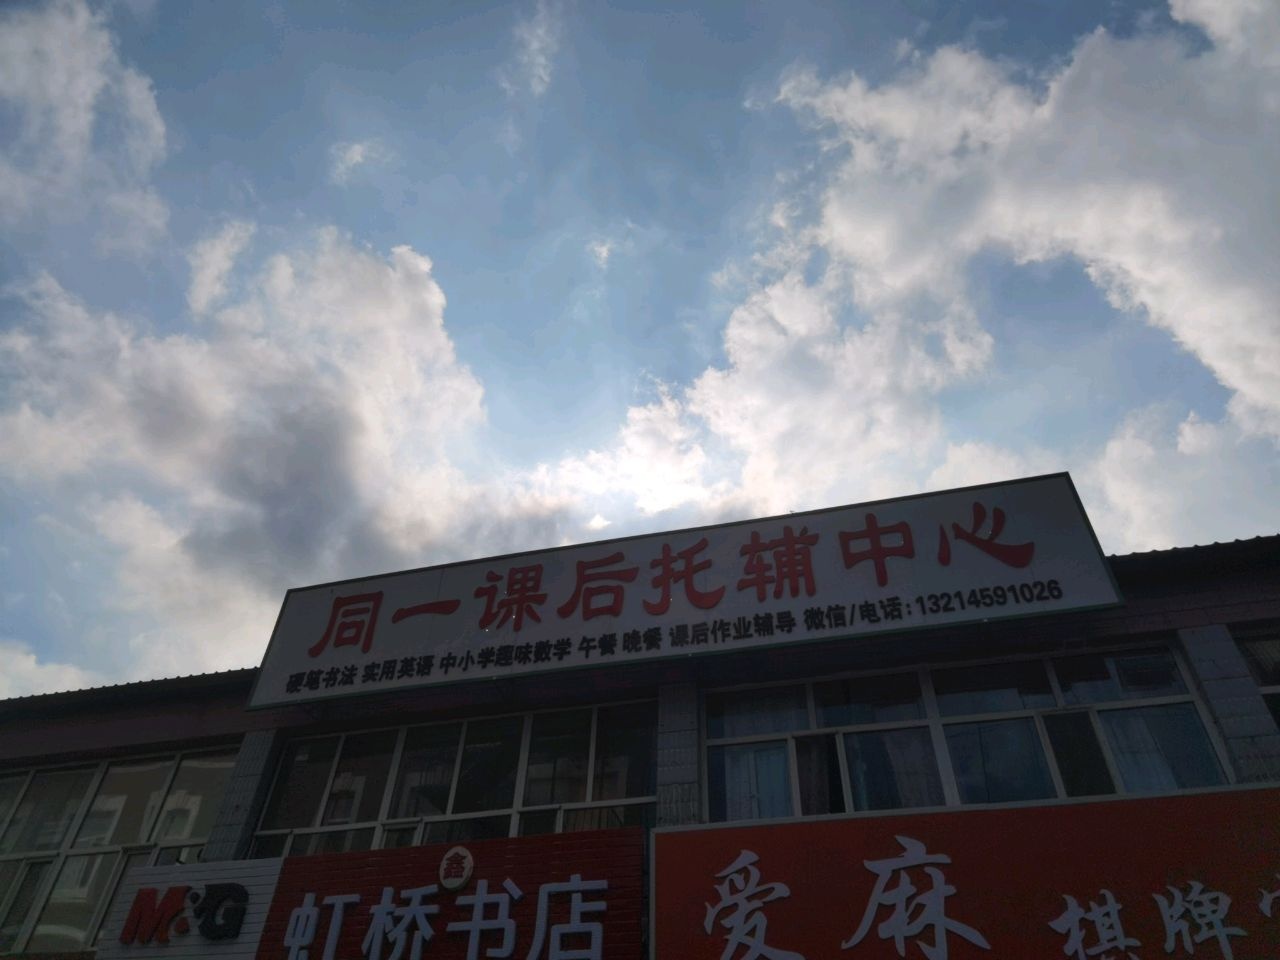 同一课后托辅中心
硬笔书法 实用英语 中小学趣味数学 午餐 晚餐 课后作业辅导 微信/电话:13214591026
M&G
鑫
虹桥书店
爱麻
棋牌